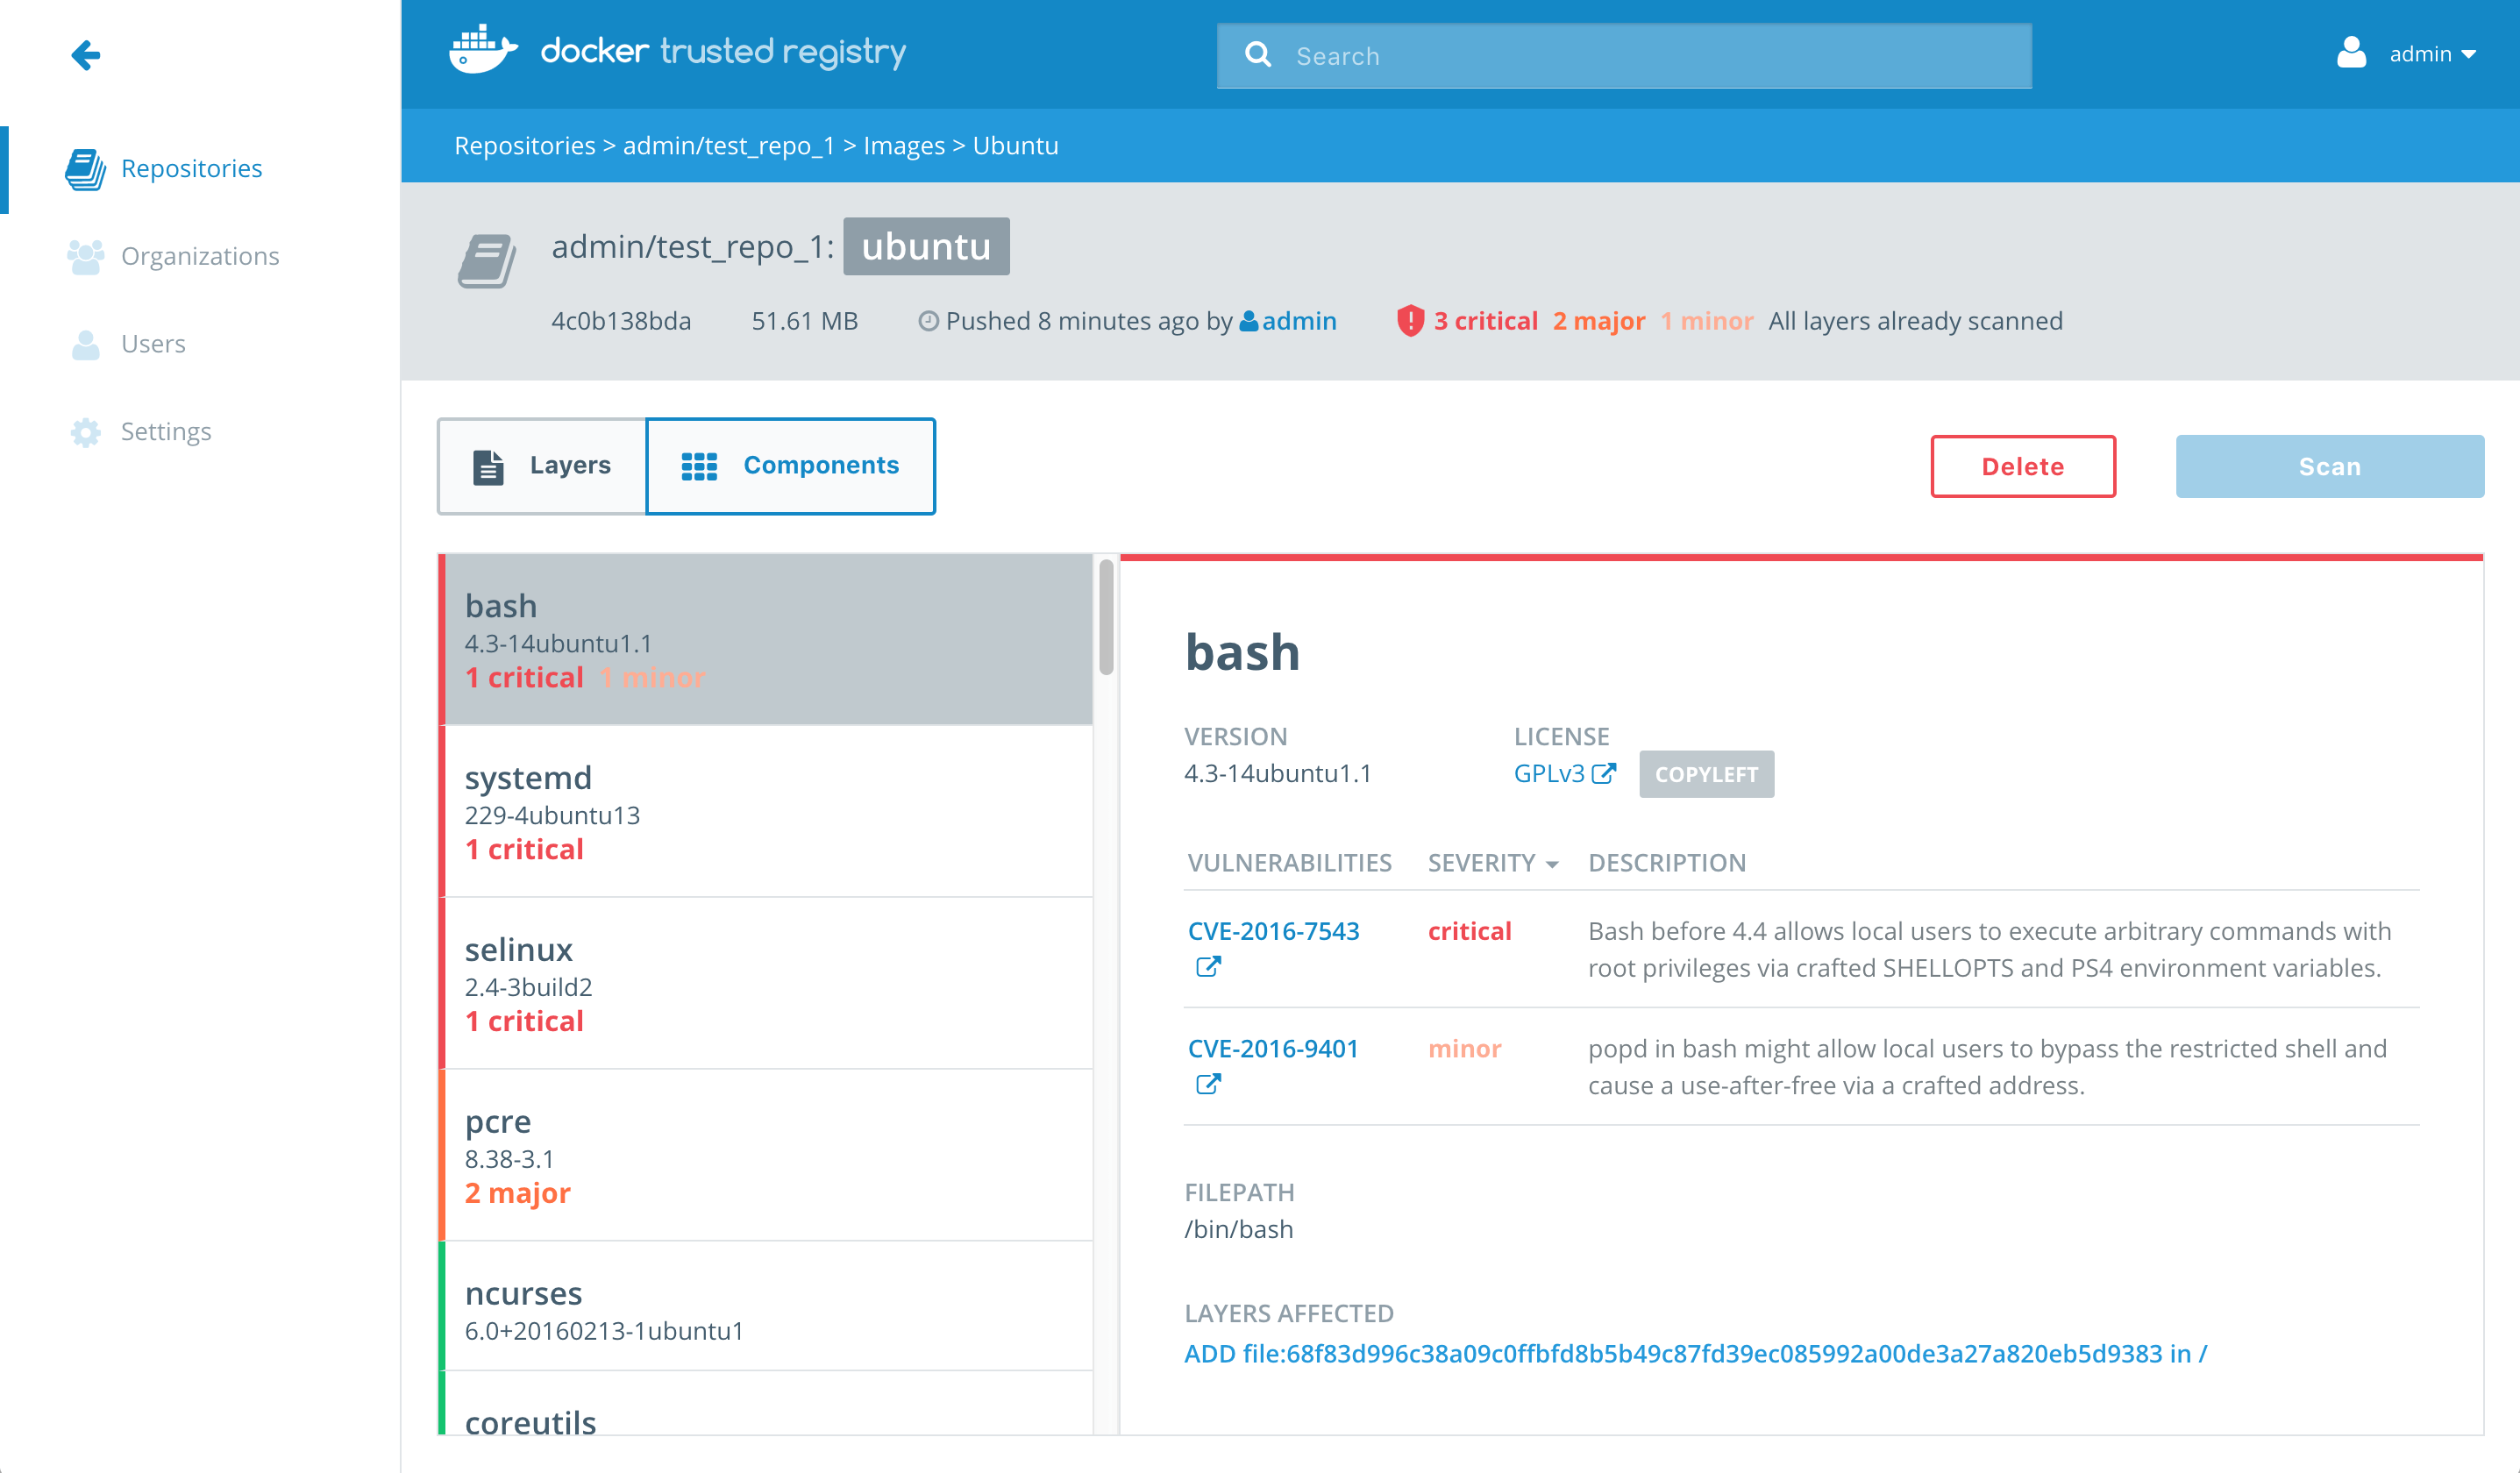 docker trusted registry
Search
admin
Repositories
Organizations
Users
Settings
Repositories > admin/test_repo_1 > Images > Ubuntu
admin/test_repo_1: ubuntu
4c0b138bda 51.61 MB Pushed 8 minutes ago by admin 3 critical 2 major 1 minor All layers already scanned
Layers Components
Delete Scan
bash
4.3-14ubuntu1.1
1 critical 1 minor
systemd
229-4ubuntu13
1 critical
selinux
2.4-3build2
1 critical
pcre
8.38-3.1
2 major
ncurses
6.0+20160213-1ubuntu1
coreutils
bash
VERSION LICENSE
4.3-14ubuntu1.1 GPLv3 COPYLEFT
VULNERABILITIES SEVERITY DESCRIPTION
CVE-2016-7543 critical Bash before 4.4 allows local users to execute arbitrary commands with
root privileges via crafted SHELLOPTS and PS4 environment variables.
CVE-2016-9401 minor popd in bash might allow local users to bypass the restricted shell and
cause a use-after-free via a crafted address.
FILEPATH
/bin/bash
LAYERS AFFECTED
ADD file:68f83d996c38a09c0ffbfd8b5b49c87fd39ec085992a00de3a27a820eb5d9383 in /